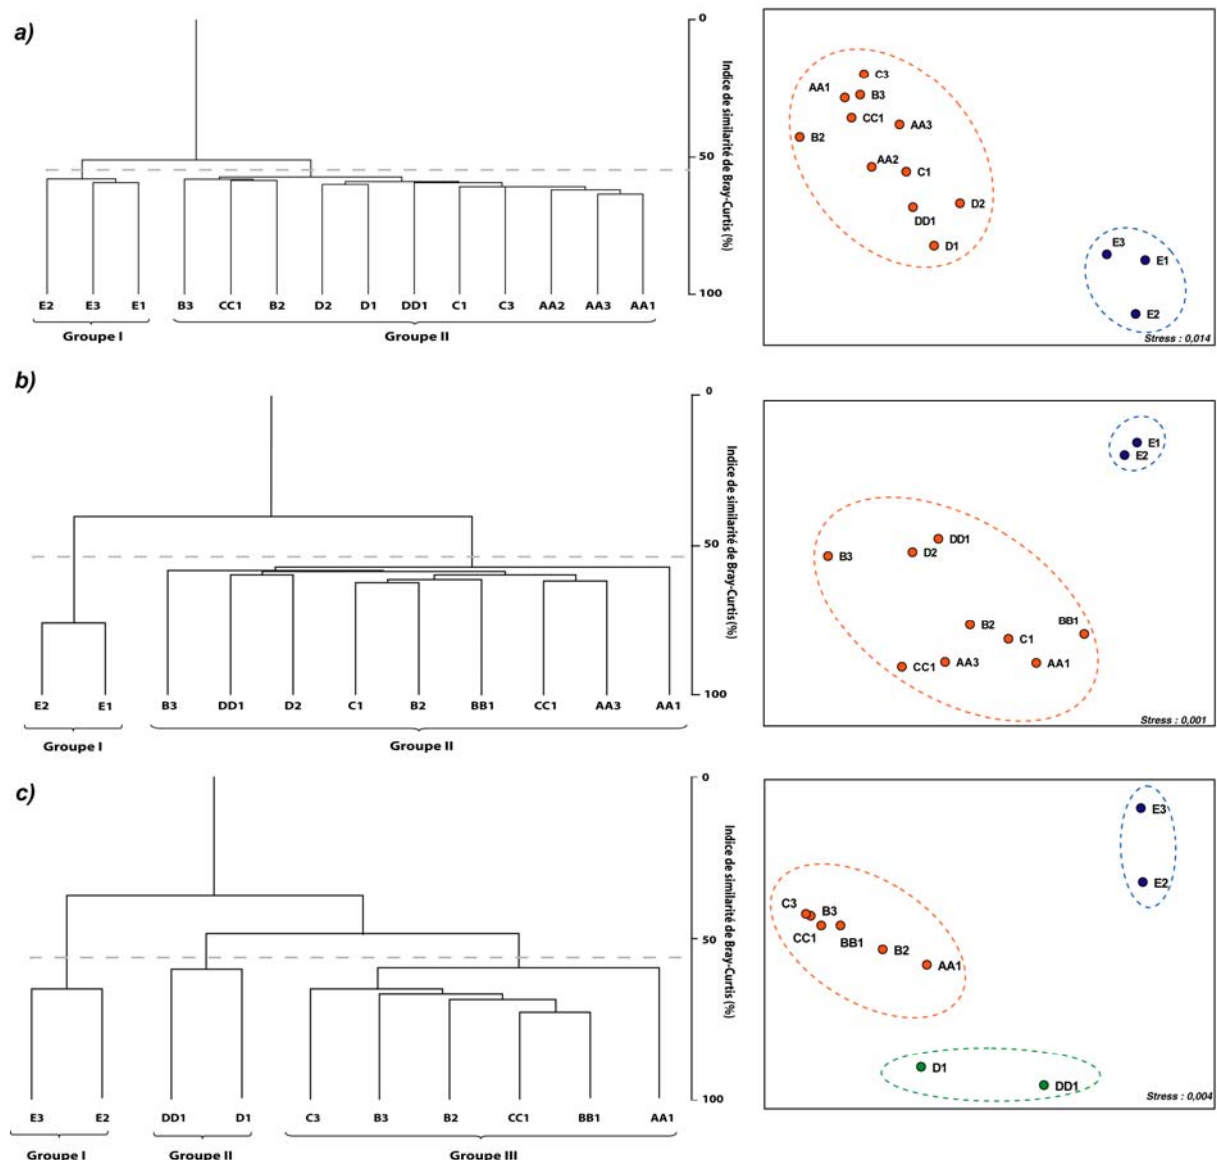 a)
0
50
100
Indice de similarité de Bray-Curtis (%)
E2 E3 E1 B3 CC1 B2 D2 D1 DD1 C1 C3 AA2 AA3 AA1
Groupe I Groupe II
C3
AA1 B3
CC1 AA3
B2
AA2
C1
D2
DD1
D1
E3
E1
E2
Stress : 0,014
b)
0
50
100
Indice de similarité de Bray-Curtis (%)
E2 E1 B3 DD1 D2 C1 B2 BB1 CC1 AA3 AA1
Groupe I Groupe II
E1
E2
DD1
B3 D2
BB1
B2
C1
CC1 AA3 AA1
Stress : 0,001
c)
0
50
100
Indice de similarité de Bray-Curtis (%)
E3 E2 DD1 D1 C3 B3 B2 CC1 BB1 AA1
Groupe I Groupe II Groupe III
E3
E2
C3 B3
CC1 BB1 B2
AA1
D1
DD1
Stress : 0,004